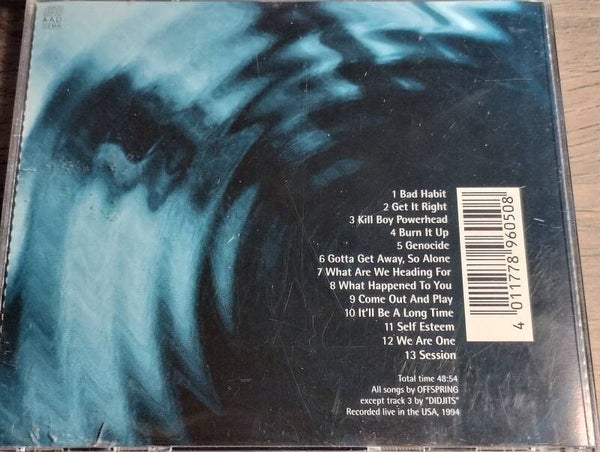 AAD
GEMA
1 Bad Habit
2 Get It Right
3 Kill Boy Powerhead
4 Burn It Up
5 Genocide
6 Gotta Get Away, So Alone
7 What Are We Heading For
8 What Happened To You
9 Come Out And Play
10 It'll Be A Long Time
11 Self Esteem
12 We Are One
13 Session
Total time 48:54
All songs by OFFSPRING
except track 3 by "DIDJITS"
Recorded live in the USA, 1994
4 011778 960508